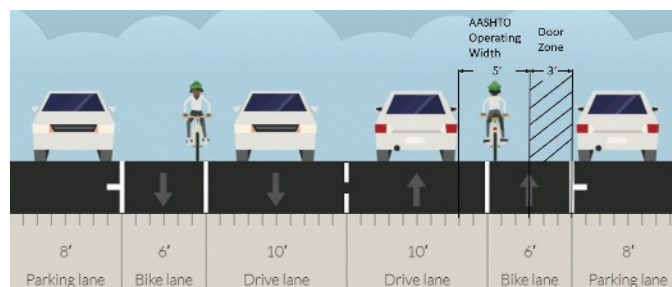 AASHTO
Operating
Width
Door
Zone
5'
3'
8'
6'
10'
10'
6'
8'
Parking lane
Bike lane
Drive lane
Drive lane
Bike lane
Parking lane